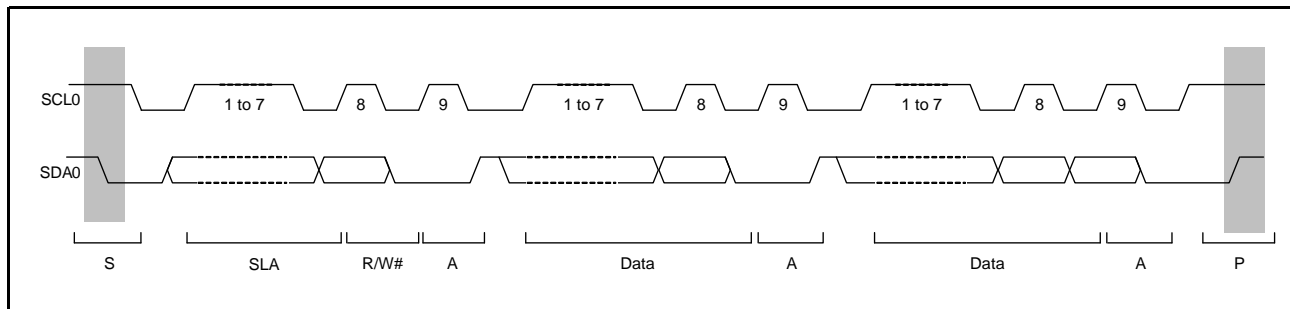 SCL0
1 to 7 8 9 1 to 7 8 9 1 to 7 8 9
SDA0
S SLA R/W# A Data A Data A P